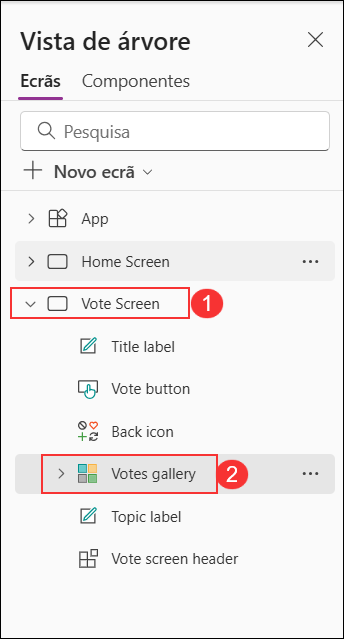 Vista de árvore
Ecrãs Componentes
Pesquisa
Novo ecrã
App
Home Screen
Vote Screen 1
Title label
Vote button
Back icon
Votes gallery 2
Topic label
Vote screen header